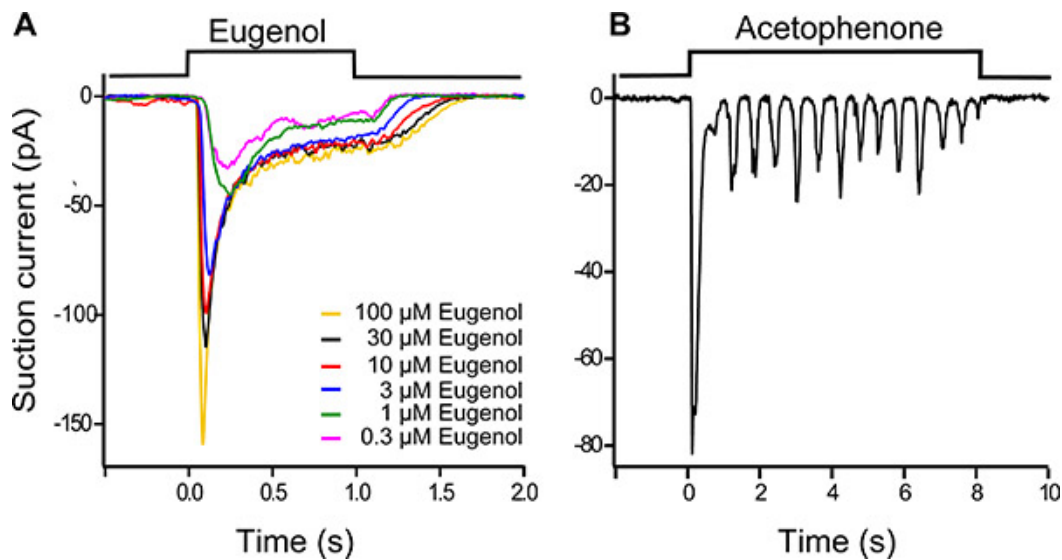 A
Eugenol
Suction current (pA)
0
-50
-100
-150
100 µM Eugenol
30 µM Eugenol
10 µM Eugenol
3 µM Eugenol
1 µM Eugenol
0.3 µM Eugenol
0.0 0.5 1.0 1.5 2.0
Time (s)
B
Acetophenone
0
-20
-40
-60
-80
0 2 4 6 8 10
Time (s)